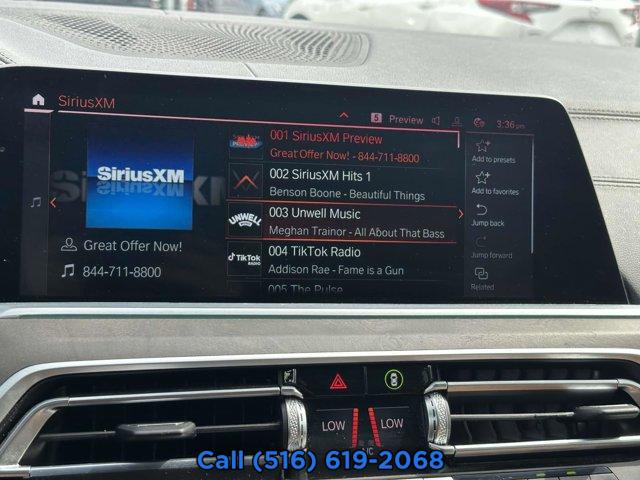 SiriusXM
5 Preview 3:36 pm
SiriusXM
Great Offer Now!
844-711-8800
001 SiriusXM Preview
Great Offer Now! - 844-711-8800
002 SiriusXM Hits 1
Benson Boone - Beautiful Things
UNWELL
003 Unwell Music
Meghan Trainor - All About That Bass
TikTok
RADIO
004 TikTok Radio
Addison Rae - Fame is a Gun
005 The Pulse
Add to presets
Add to favorites
Jump back
Jump forward
Related
LOW
LOW
Call (516) 619-2068